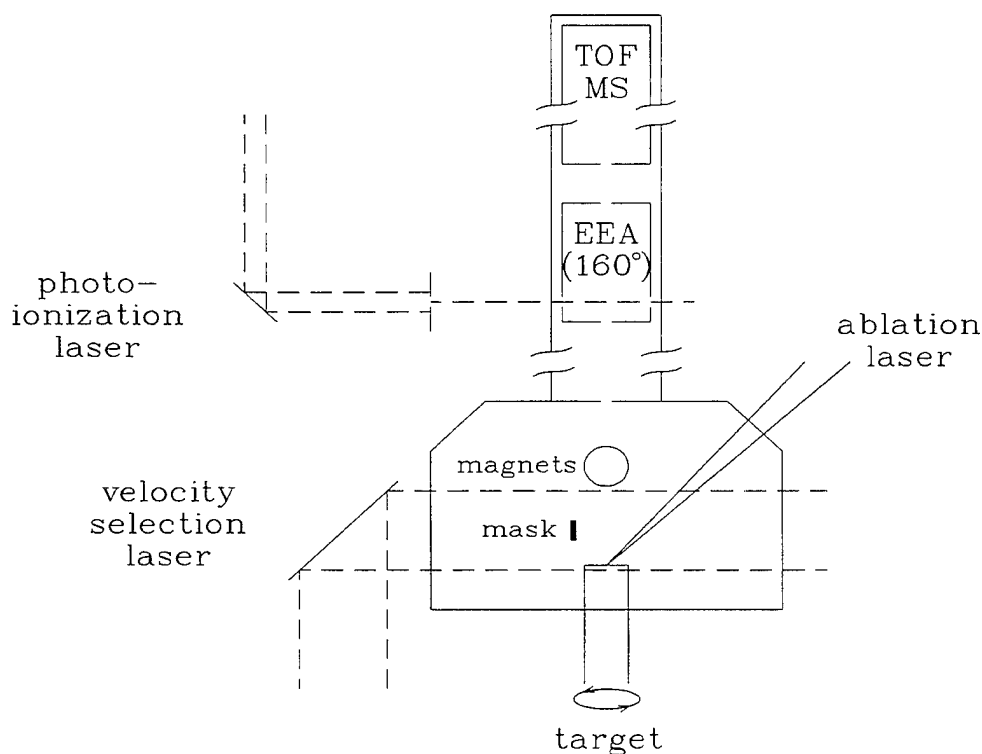 TOF
MS
EEA
(160°)
photo-
ionization
laser
ablation
laser
magnets
velocity
selection
laser
mask
target